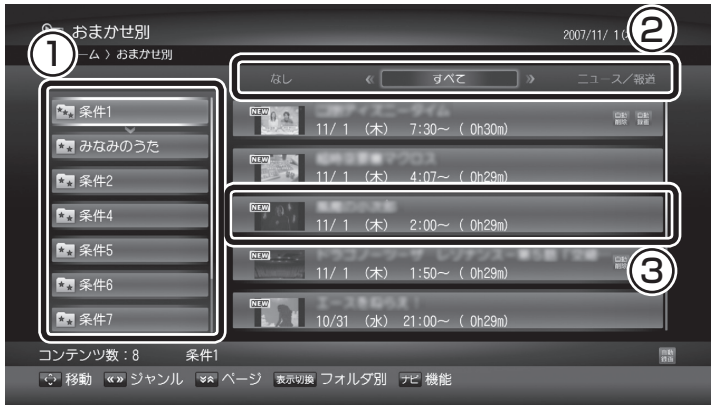 おまかせ別
2007/11/ 1
②
①
ーム 〉 おまかせ別
なし 《 すべて 》 ニュース/報道
条件1
みなみのうた
条件2
条件4
条件5
条件6
条件7
NEW
11/ 1 (木) 7:30~ ( 0h30m)
NEW
11/ 1 (木) 4:07~ ( 0h29m)
NEW
11/ 1 (木) 2:00~ ( 0h29m)
③
NEW
11/ 1 (木) 1:50~ ( 0h29m)
NEW
10/31 (水) 21:00~ ( 0h29m)
コンテンツ数:8 条件1
移動 ジャンル ページ 表示切換 フォルダ別 ナビ 機能